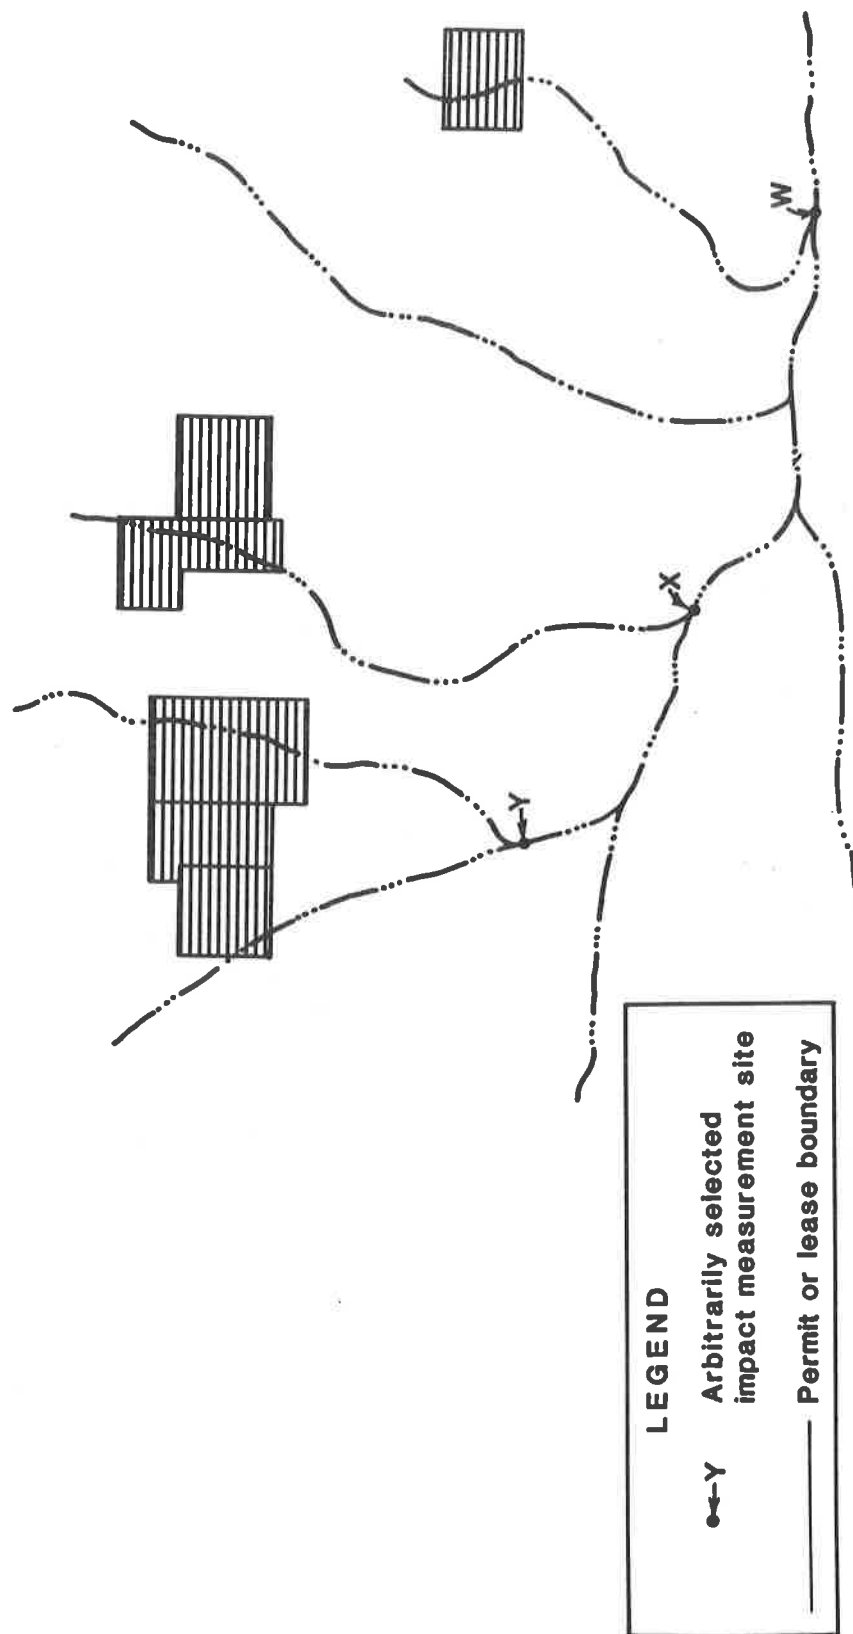 W
X
Y
LEGEND
Y Arbitrarily selected
impact measurement site
Permit or lease boundary